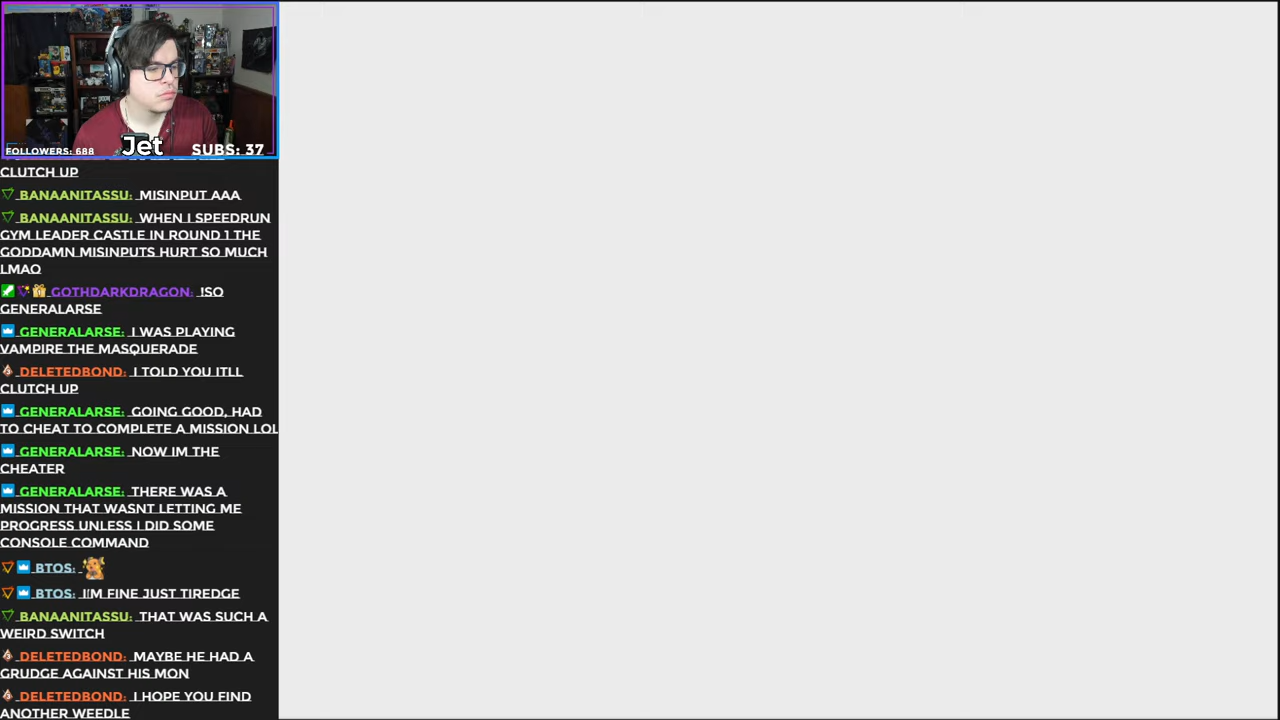 Jet
FOLLOWERS: 688
SUBS: 37
CLUTCH UP
BANAANITASSU: MISINPUT AAA
BANAANITASSU: WHEN I SPEEDRUN
GYM LEADER CASTLE IN ROUND 1 THE
GODDAMN MISINPUTS HURT SO MUCH
LMAO
GOTHDARKDRAGON: !SO
GENERALARSE
GENERALARSE: I WAS PLAYING
VAMPIRE THE MASQUERADE
DELETEDBOND: I TOLD YOU ITLL
CLUTCH UP
GENERALARSE: GOING GOOD, HAD
TO CHEAT TO COMPLETE A MISSION LOL
GENERALARSE: NOW IM THE
CHEATER
GENERALARSE: THERE WAS A
MISSION THAT WASNT LETTING ME
PROGRESS UNLESS I DID SOME
CONSOLE COMMAND
BTOS:
BTOS: I'M FINE JUST TIREDGE
BANAANITASSU: THAT WAS SUCH A
WEIRD SWITCH
DELETEDBOND: MAYBE HE HAD A
GRUDGE AGAINST HIS MON
DELETEDBOND: I HOPE YOU FIND
ANOTHER WEEDLE